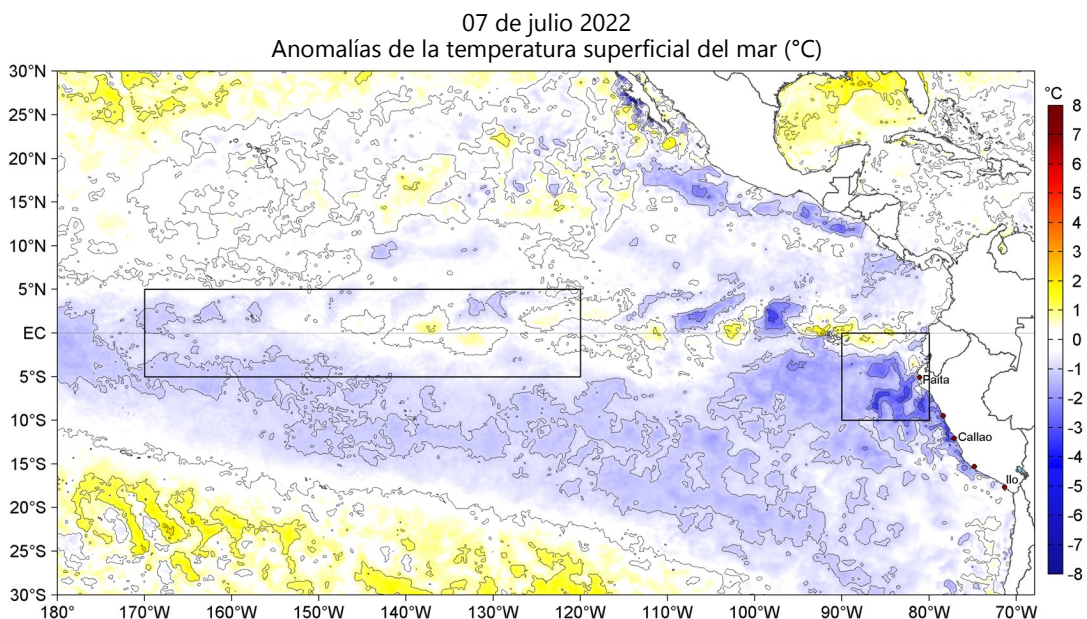 07 de julio 2022
Anomalías de la temperatura superficial del mar (°C)
°C
30°N
25°N
20°N
15°N
10°N
5°N
EC
5°S
10°S
15°S
20°S
25°S
30°S
8
7
6
5
4
3
2
1
0
-1
-2
-3
-4
-5
-6
-7
-8
Paita
Callao
Ilo
180 170°W 160°W 150°W 140°W 130°W 120°W 110°W 100°W 90°W 80°W 70°W